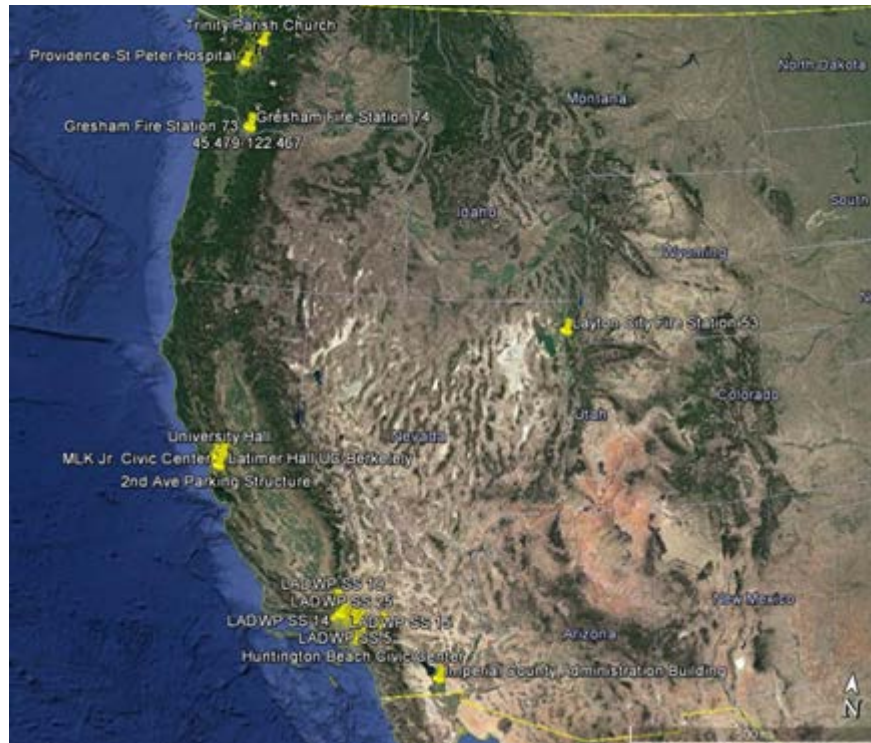 Trinity Parish Church
Providence-St Peter Hospital
North Dakota
Montana
Gresham Fire Station 74
Gresham Fire Station 73
45.479-122.467
South
Idaho
Wyoming
Layton City Fire Station 53
Colorado
Utah
University Hall
Nevada
MLK Jr. Civic Center
Latimer Hall UC Berkeley
2nd Ave Parking Structure
LADWP SS
LADWP SS 25
New Mexico
LADWP SS 14
LADWP SS 15
Arizona
LADWP SS 5
Huntington Beach Civic Center
Imperial County Administration Building
N